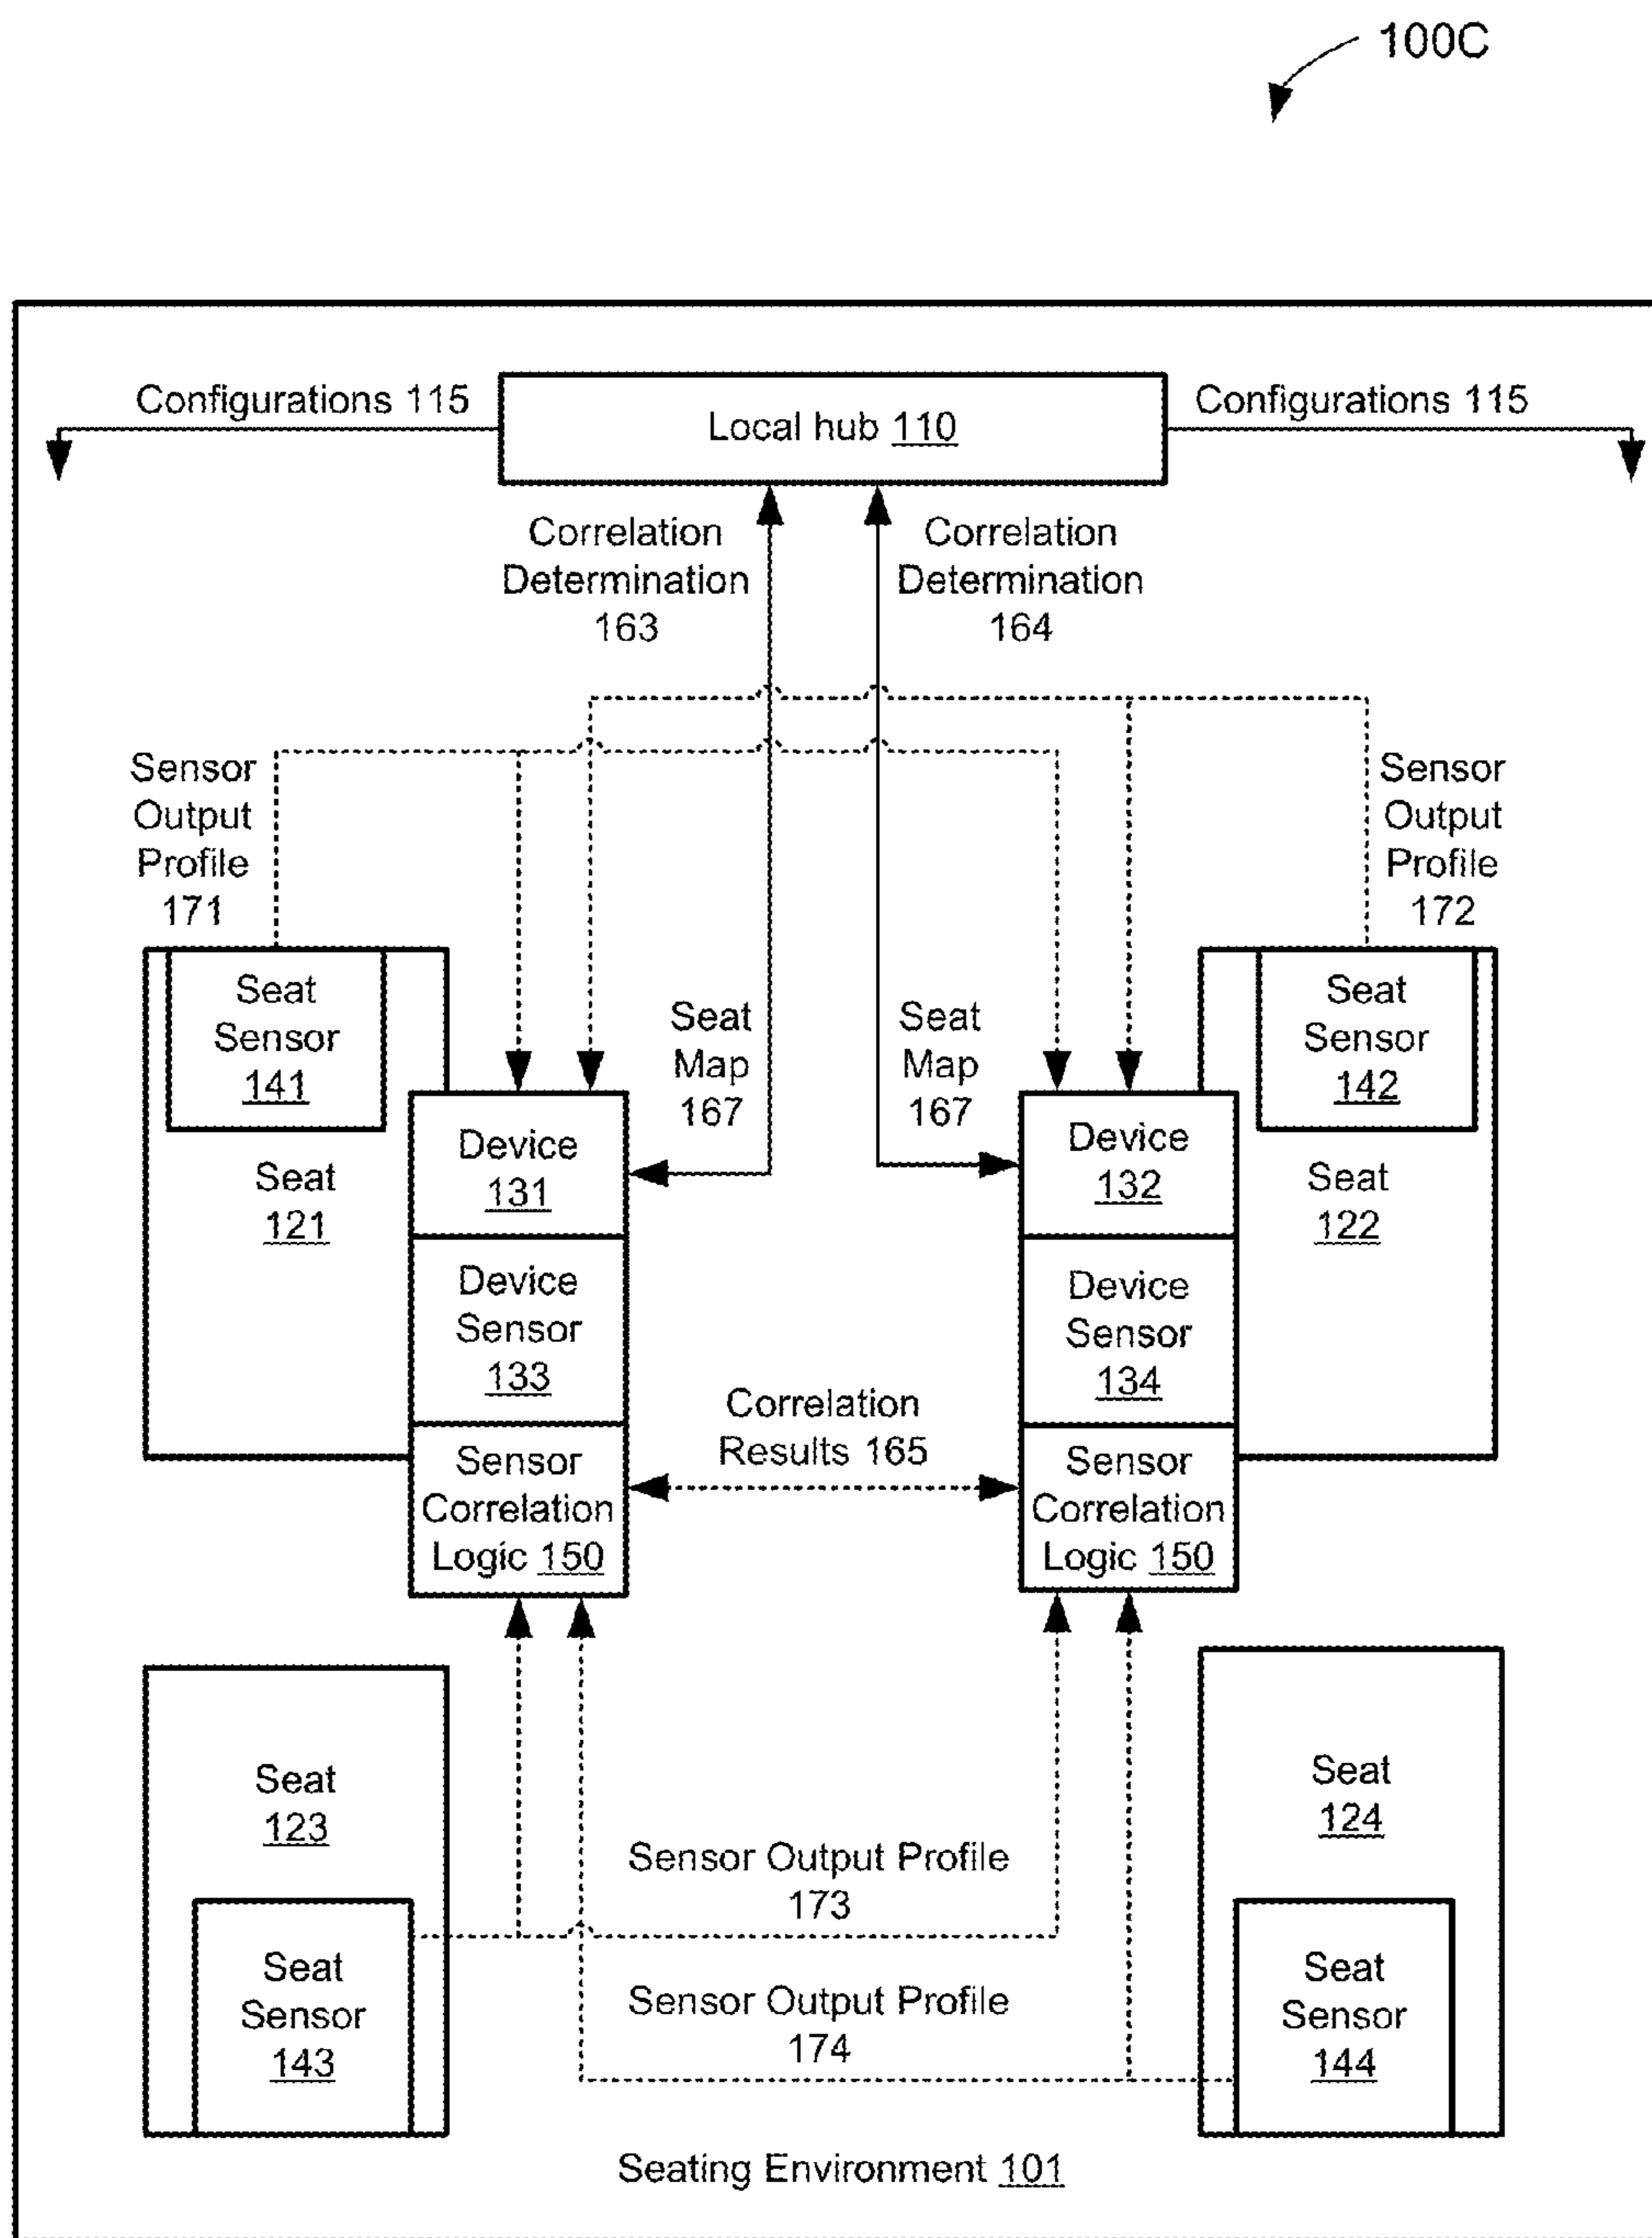 100C
Configurations 115
Local hub 110
Configurations 115
Correlation
Determination
163
Correlation
Determination
164
Sensor
Output
Profile
171
Sensor
Output
Profile
172
Seat
Sensor
141
Seat
121
Seat
Map
167
Seat
Map
167
Seat
Sensor
142
Seat
122
Device
131
Device
Sensor
133
Sensor
Correlation
Logic 150
Device
132
Device
Sensor
134
Sensor
Correlation
Logic 150
Correlation
Results 165
Seat
123
Seat
Sensor
143
Sensor Output Profile
173
Sensor Output Profile
174
Seat
124
Seat
Sensor
144
Seating Environment 101